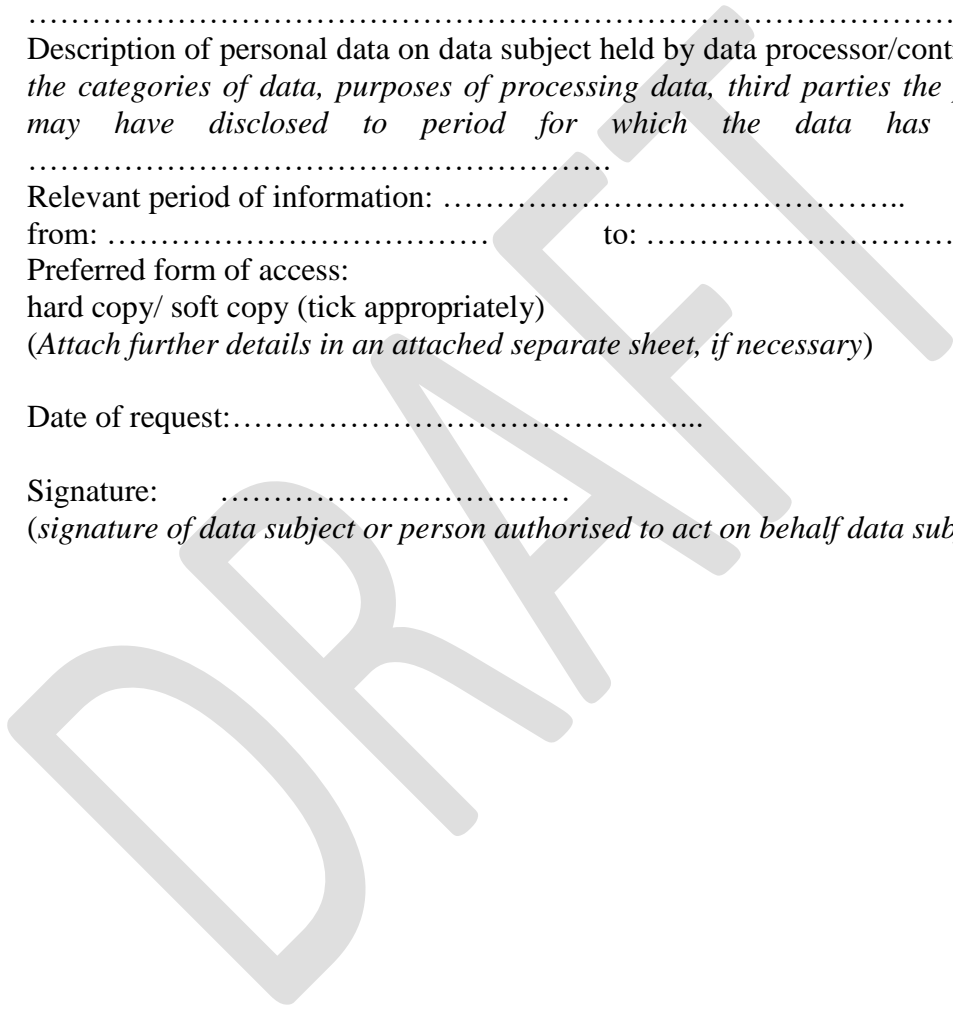 ………………………………………………………………………………
Description of personal data on data subject held by data processor/cont
the categories of data, purposes of processing data, third parties the
may have disclosed to period for which the data has
……………………………………………….
Relevant period of information: ……………………………………..
from: ……………………………… to: …………………………
Preferred form of access:
hard copy/ soft copy (tick appropriately)
(Attach further details in an attached separate sheet, if necessary)
Date of request:……………………………………...
Signature: ……………………………
(signature of data subject or person authorised to act on behalf data sub
DRAFT